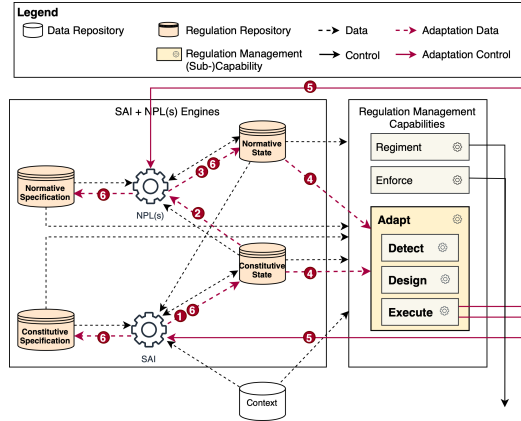 Legend
Data Repository
Regulation Repository
Data
Adaptation Data
Regulation Management
(Sub-)Capability
Control
Adaptation Control
5
SAI + NPL(s) Engines
Regulation Management
Capabilities
Normative
State
Regiment
3
6
Normative
Specification
6
NPL(s)
4
Enforce
2
Adapt
Detect
Constitutive
State
4
Design
1
6
Execute
Constitutive
Specification
6
SAI
5
Context